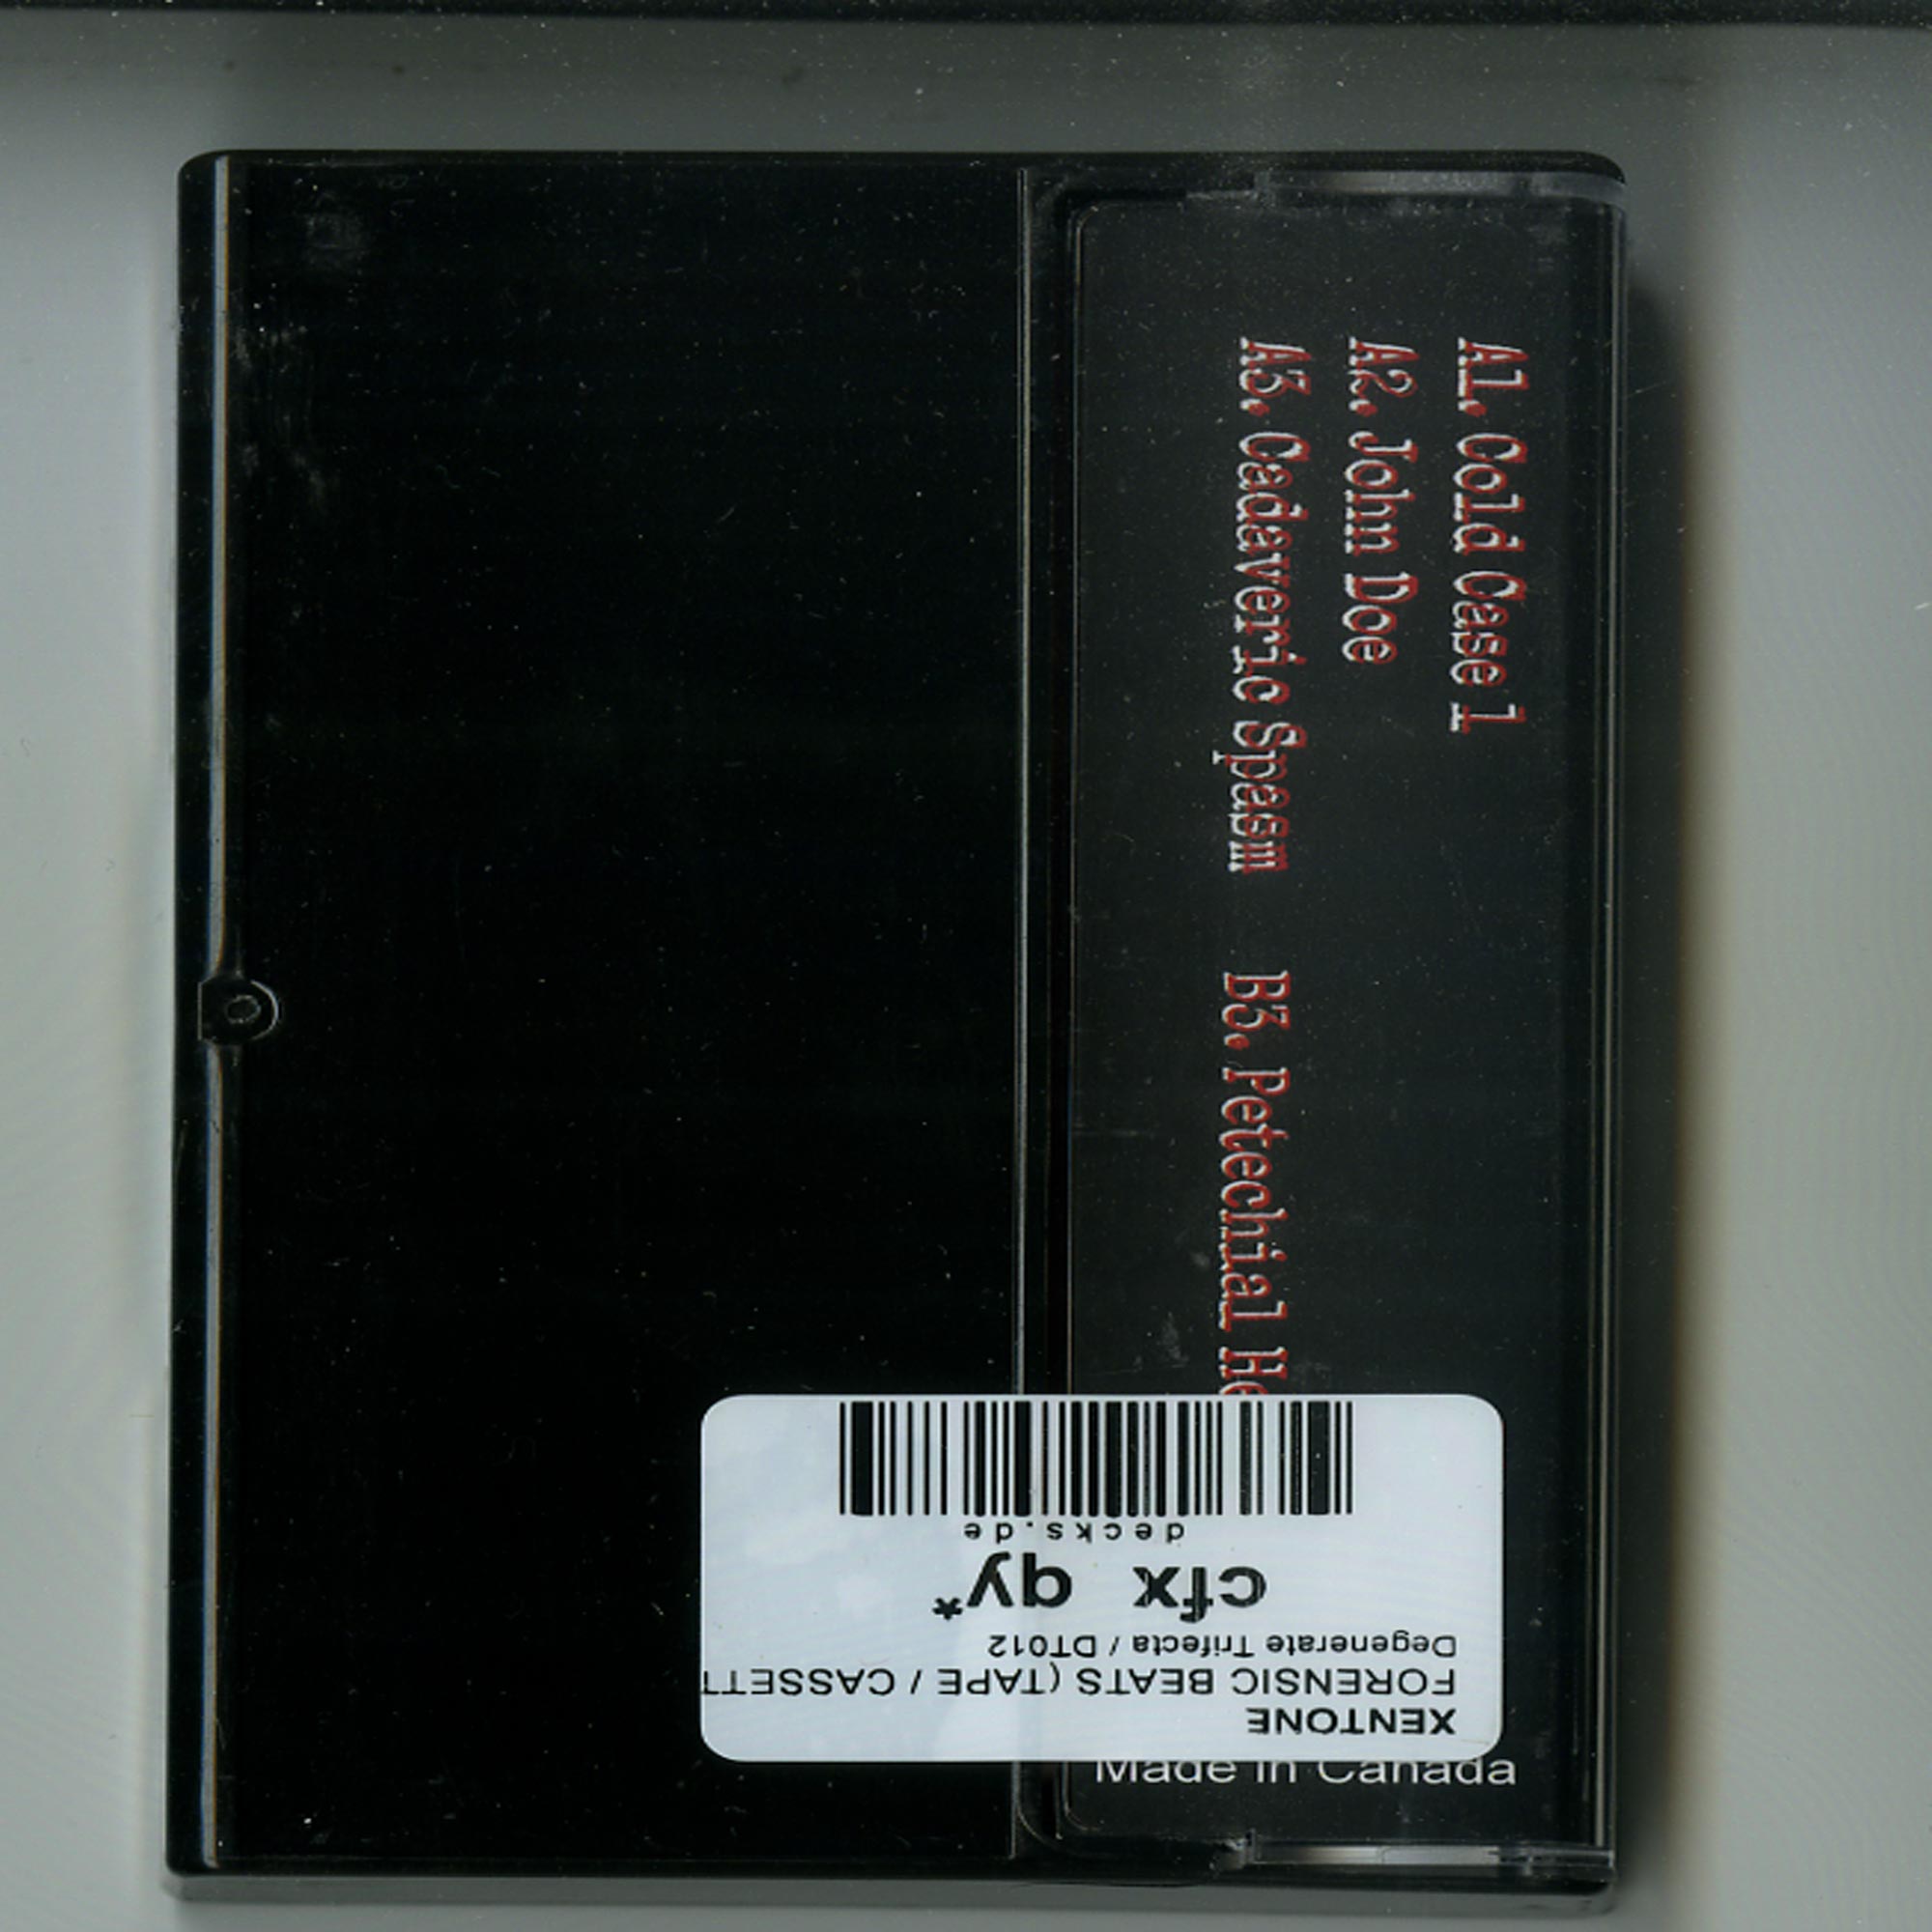 A1. Cold Case 1
A2. John Doe
A3. Cadaveric Spasm
B3. Petechial He
XENTONE
FORENSIC BEATS (TAPE / CASSETT
Degenerate Trifecta / DT012
cfx qy*
decks.de
Made in Canada